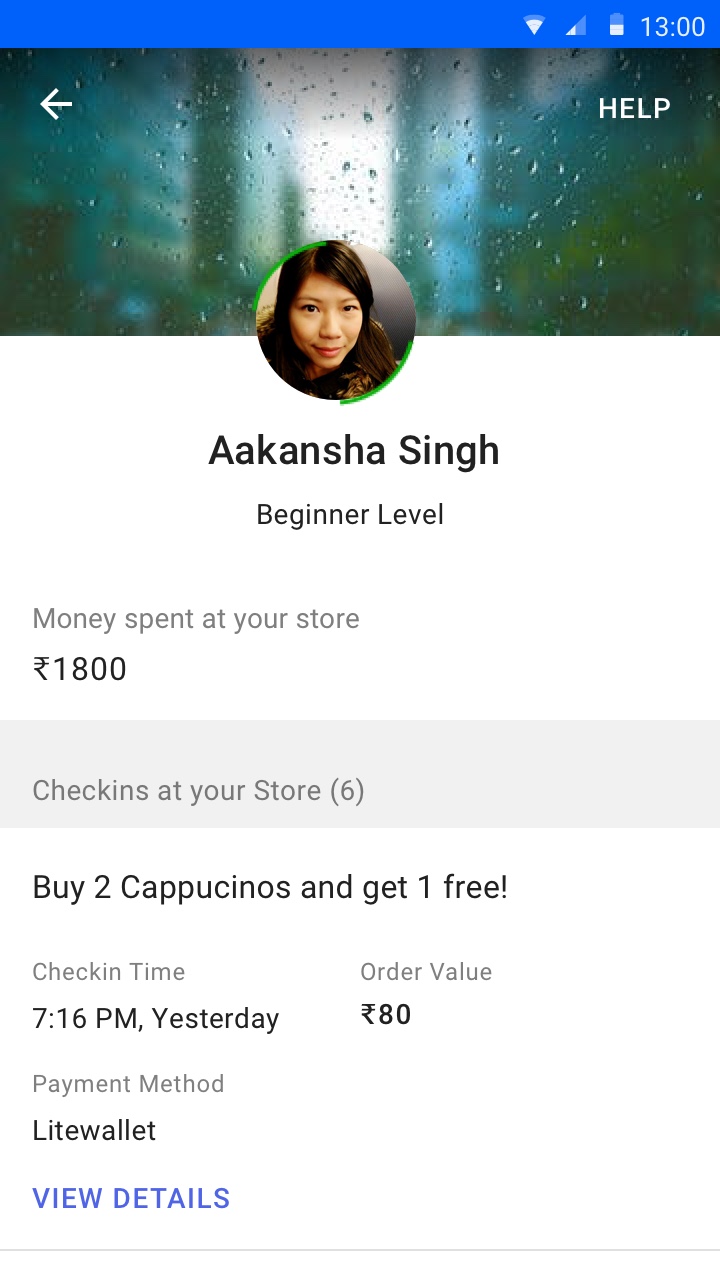 13:00
HELP
Aakansha Singh
Beginner Level
Money spent at your store
₹1800
Checkins at your Store (6)
Buy 2 Cappucinos and get 1 free!
Checkin Time
Order Value
7:16 PM, Yesterday
₹80
Payment Method
Litewallet
VIEW DETAILS